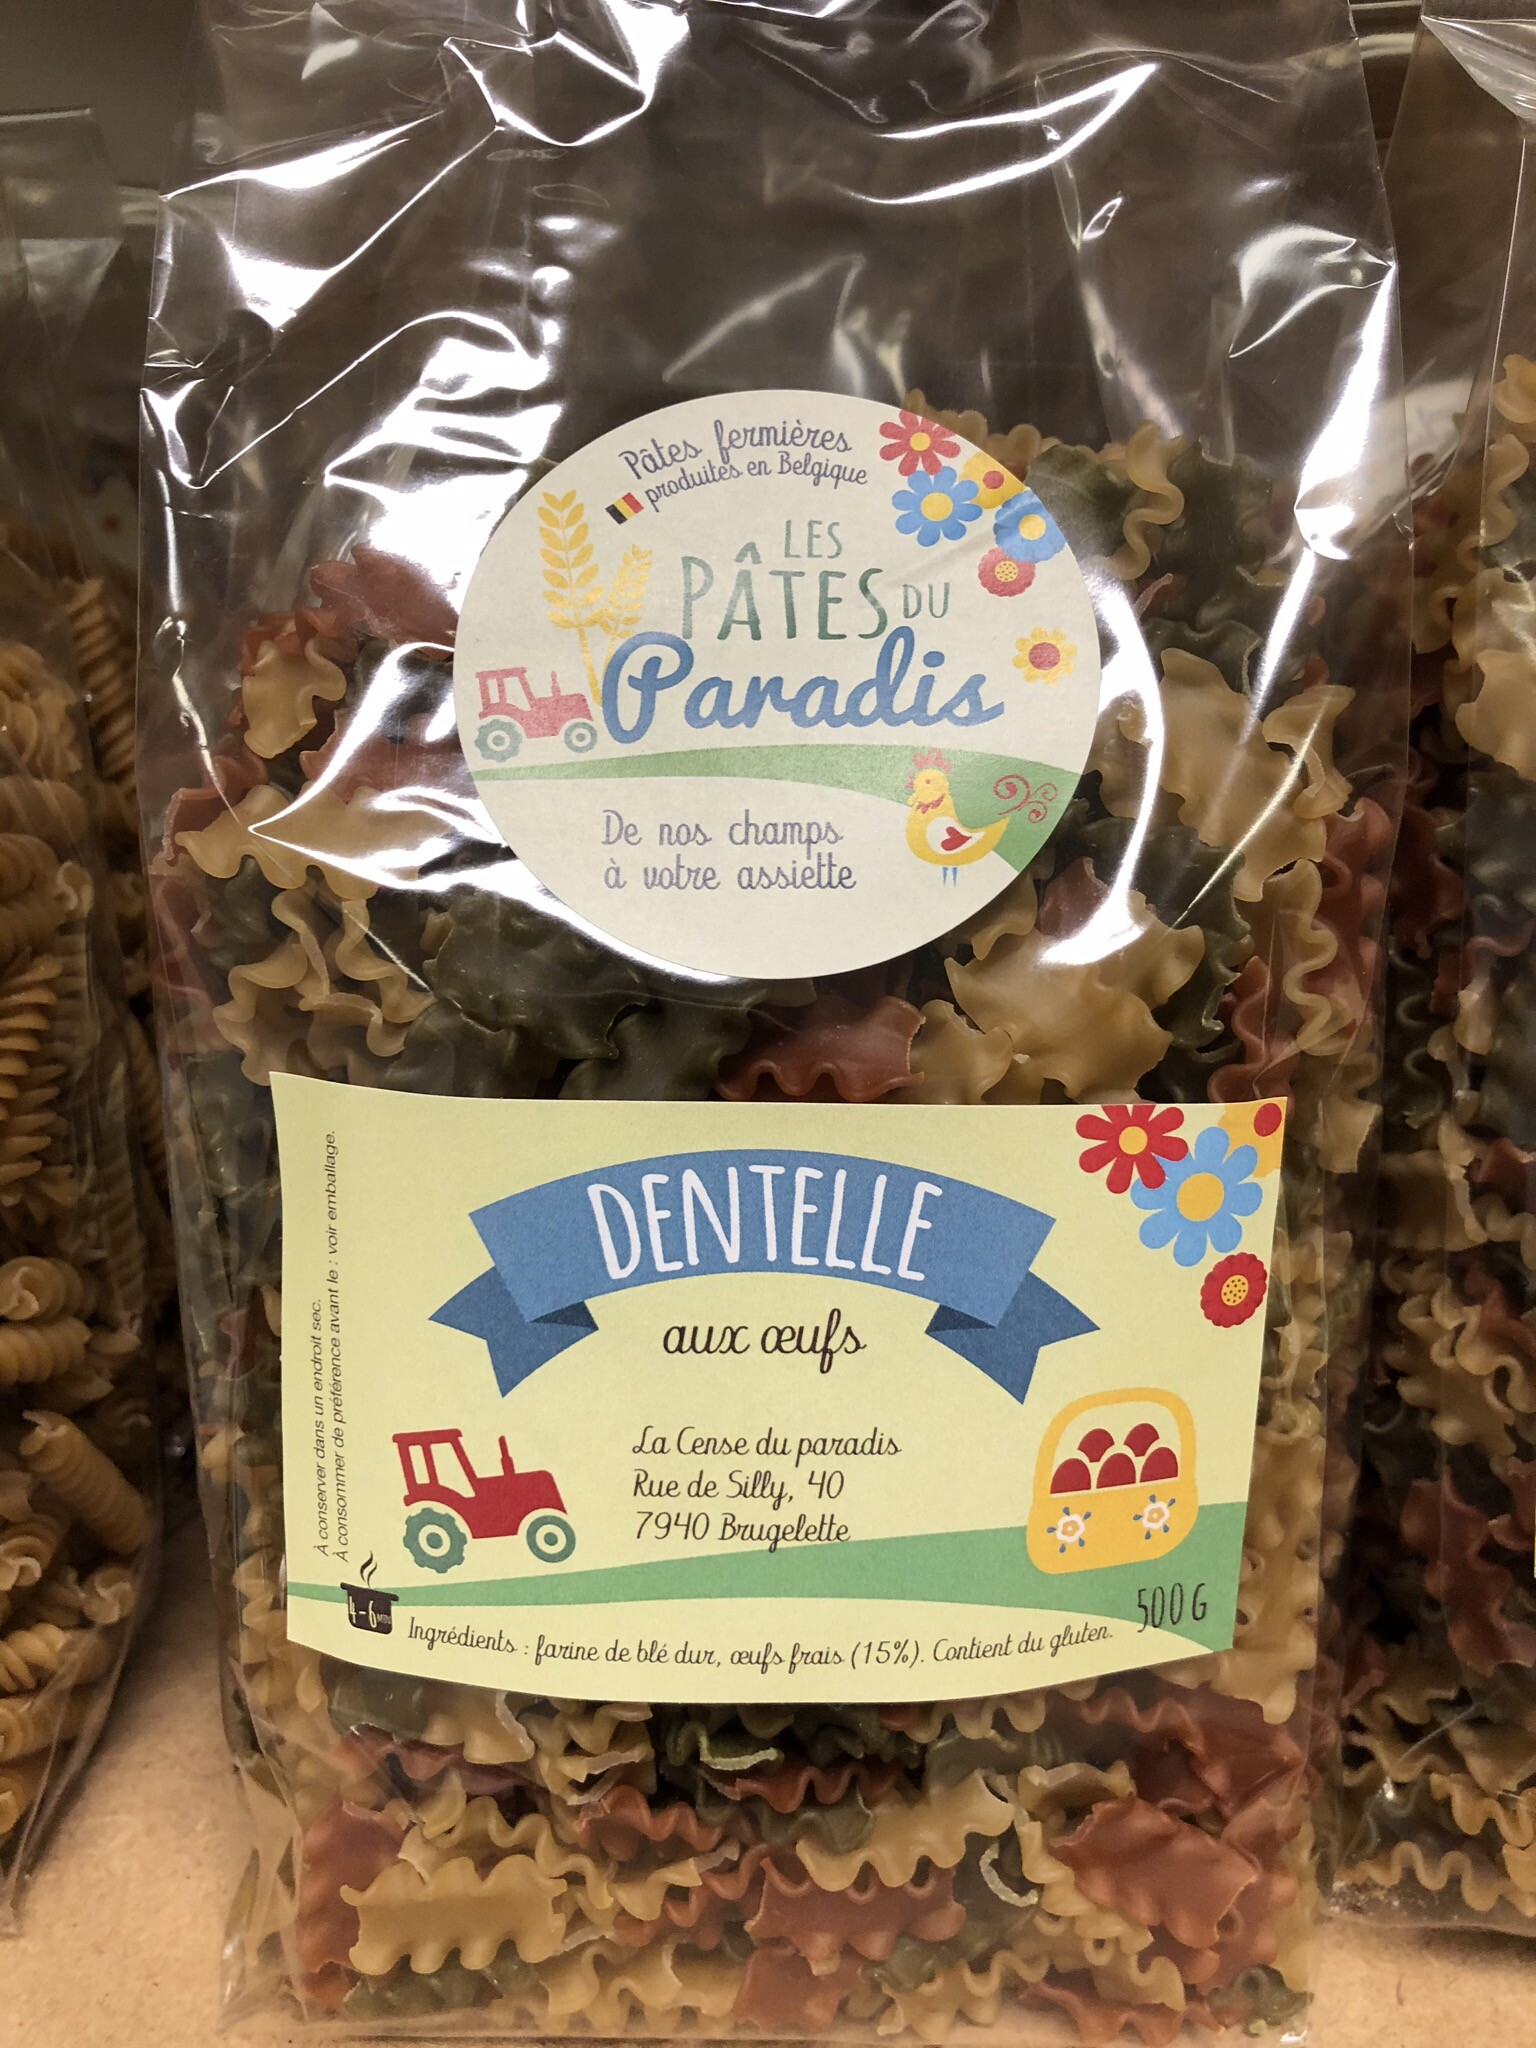 Pâtes fermières
produites en Belgique
LES
PÂTES DU
Paradis
De nos champs
à votre assiette
DENTELLE
aux œufs
À conserver dans un endroit sec.
À consommer de préférence avant le : voir emballage.
La Cense du paradis
Rue de Silly, 40
7940 Brugelette
500 G
4-6 MIN
Ingrédients : farine de blé dur, œufs frais (15%). Contient du gluten.